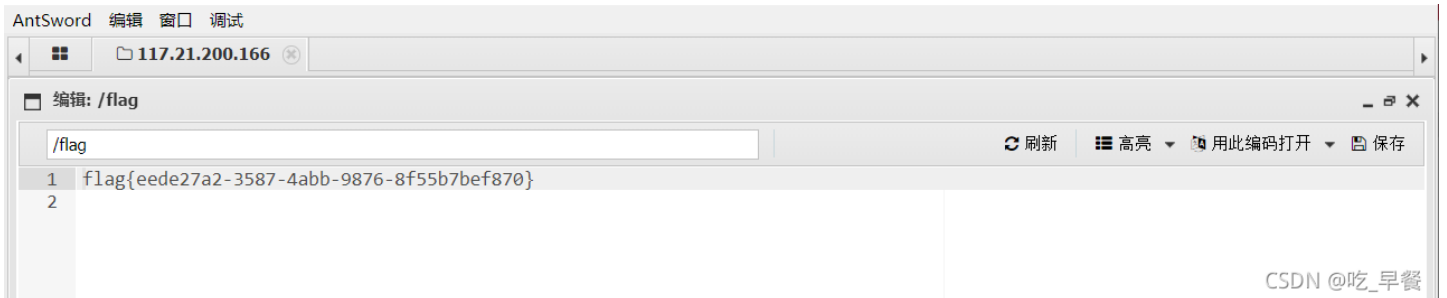 AntSword 编辑 窗口 调试
117.21.200.166
编辑: /flag
/flag 刷新 高亮 用此编码打开 保存
1 flag{eede27a2-3587-4abb-9876-8f55b7bef870}
2
CSDN @吃_早餐